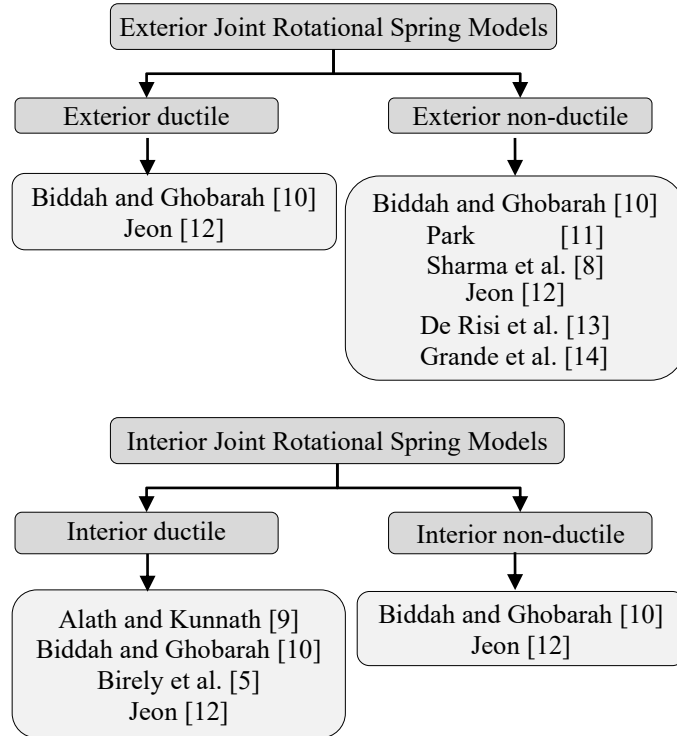 Exterior Joint Rotational Spring Models
Exterior ductile
Exterior non-ductile
Biddah and Ghobarah [10]
Jeon [12]
Biddah and Ghobarah [10]
Park [11]
Sharma et al. [8]
Jeon [12]
De Risi et al. [13]
Grande et al. [14]
Interior Joint Rotational Spring Models
Interior ductile
Interior non-ductile
Alath and Kunnath [9]
Biddah and Ghobarah [10]
Birely et al. [5]
Jeon [12]
Biddah and Ghobarah [10]
Jeon [12]